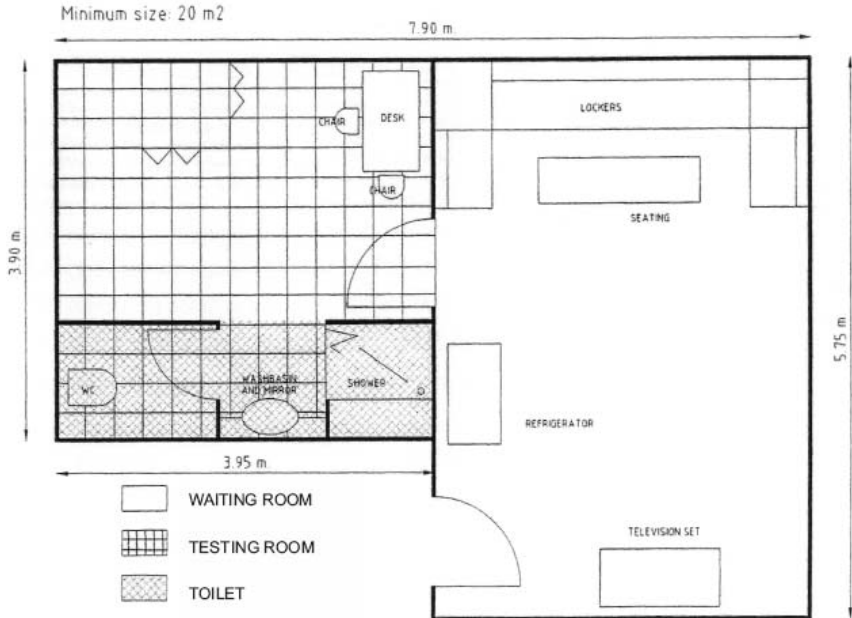 Minimum size: 20 m2
7.90 m.
3.90 m.
CHAIR
DESK
CHAIR
LOCKERS
SEATING
5.75 m.
WC
WASHBASIN
AND MIRROR
SHOWER
REFRIGERATOR
3.95 m.
TELEVISION SET
WAITING ROOM
TESTING ROOM
TOILET